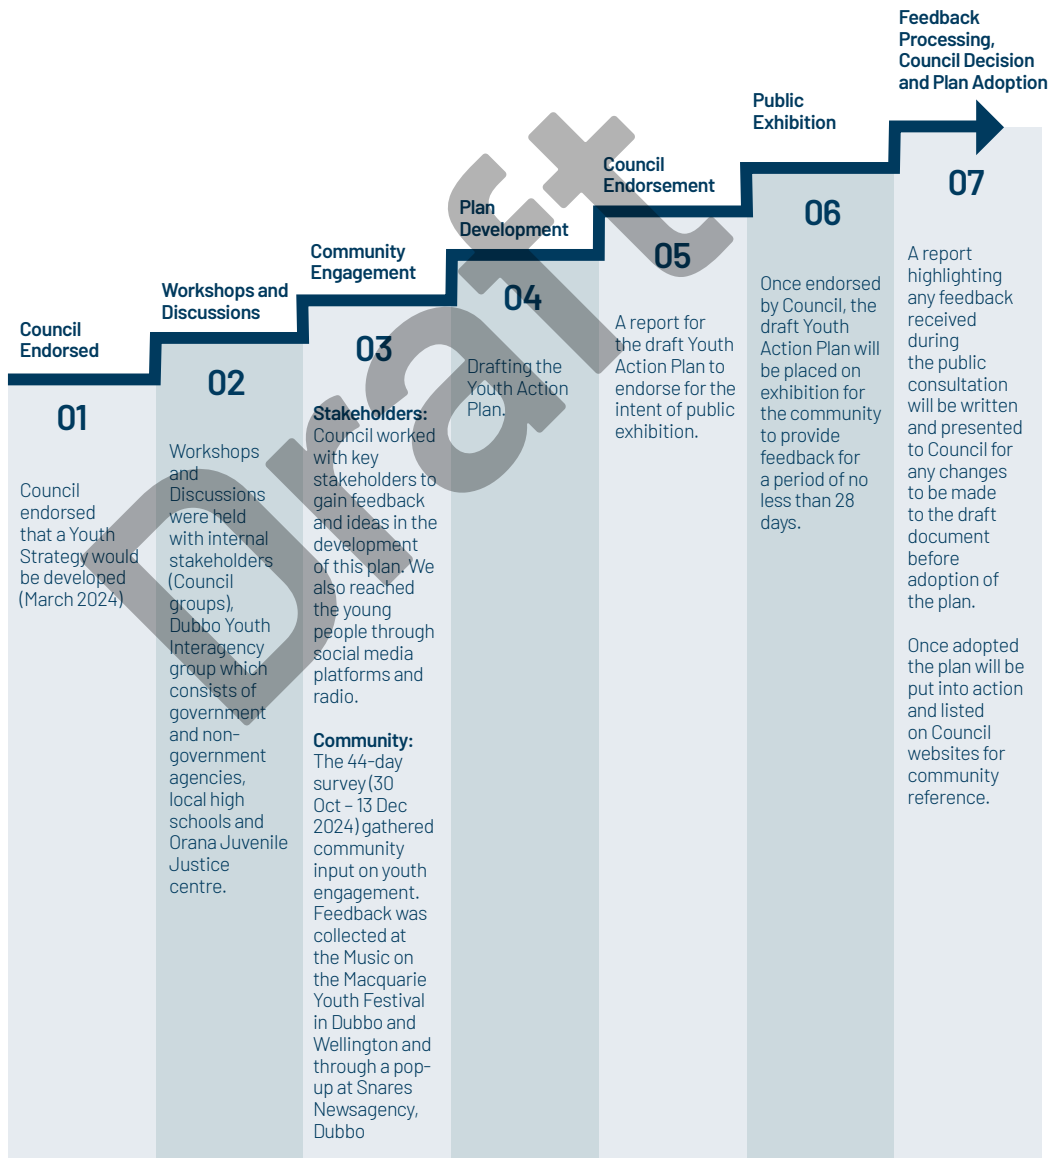 Council
Endorsed
01
Council
endorsed
that a Youth
Strategy would
be developed
(March 2024)
Workshops and
Discussions
02
Workshops
and
Discussions
were held
with internal
stakeholders
(Council
groups),
Dubbo Youth
Interagency
group which
consists of
government
and non-
government
agencies,
local high
schools and
Orana Juvenile
Justice
centre.
Community
Engagement
03
Stakeholders:
Council worked
with key
stakeholders to
gain feedback
and ideas in the
development
of this plan. We
also reached
the young
people through
social media
platforms and
radio.
Community:
The 44-day
survey (30
Oct – 13 Dec
2024) gathered
community
input on youth
engagement.
Feedback was
collected at
the Music on
the Macquarie
Youth Festival
in Dubbo and
Wellington and
through a pop-
up at Snares
Newsagency,
Dubbo
Plan
Development
04
Drafting the
Youth Action
Plan.
Council
Endorsement
05
A report for
the draft Youth
Action Plan to
endorse for the
intent of public
exhibition.
Public
Exhibition
06
Once endorsed
by Council, the
draft Youth
Action Plan will
be placed on
exhibition for
the community
to provide
feedback for
a period of no
less than 28
days.
Feedback
Processing,
Council Decision
and Plan Adoption
07
A report
highlighting
any feedback
received
during
the public
consultation
will be written
and presented
to Council for
any changes
to be made
to the draft
document
before
adoption of
the plan.
Once adopted
the plan will be
put into action
and listed
on Council
websites for
community
reference.
Draft